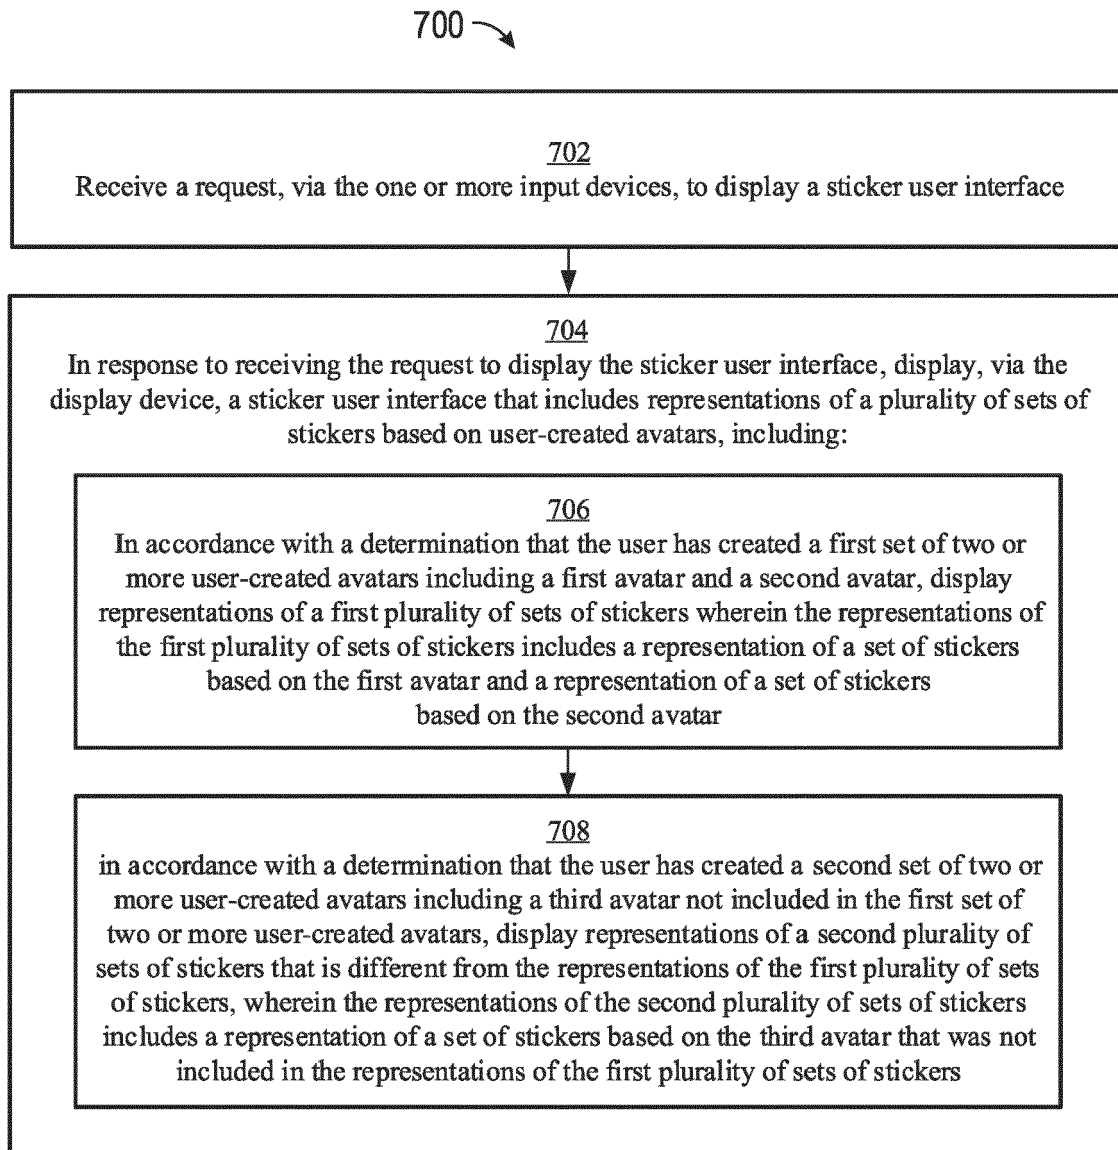 700
702
Receive a request, via the one or more input devices, to display a sticker user interface
704
In response to receiving the request to display the sticker user interface, display, via the
display device, a sticker user interface that includes representations of a plurality of sets of
stickers based on user-created avatars, including:
706
In accordance with a determination that the user has created a first set of two or
more user-created avatars including a first avatar and a second avatar, display
representations of a first plurality of sets of stickers wherein the representations of
the first plurality of sets of stickers includes a representation of a set of stickers
based on the first avatar and a representation of a set of stickers
based on the second avatar
708
in accordance with a determination that the user has created a second set of two or
more user-created avatars including a third avatar not included in the first set of
two or more user-created avatars, display representations of a second plurality of
sets of stickers that is different from the representations of the first plurality of sets
of stickers, wherein the representations of the second plurality of sets of stickers
includes a representation of a set of stickers based on the third avatar that was not
included in the representations of the first plurality of sets of stickers